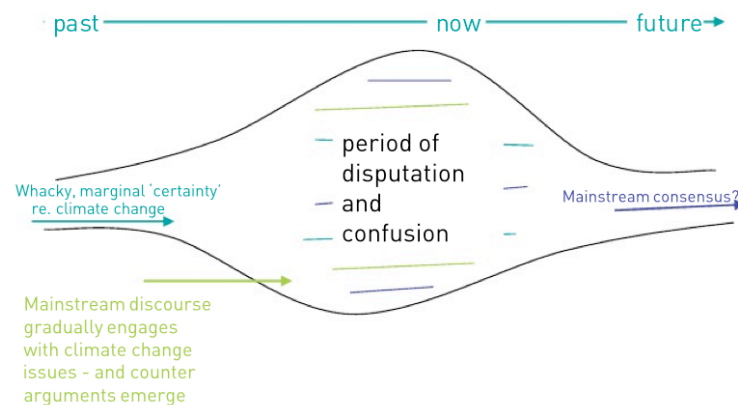 past now future
period of
disputation
and
confusion
Whacky, marginal ‘certainty’
re. climate change
Mainstream consensus?
Mainstream discourse
gradually engages
with climate change
issues - and counter
arguments emerge